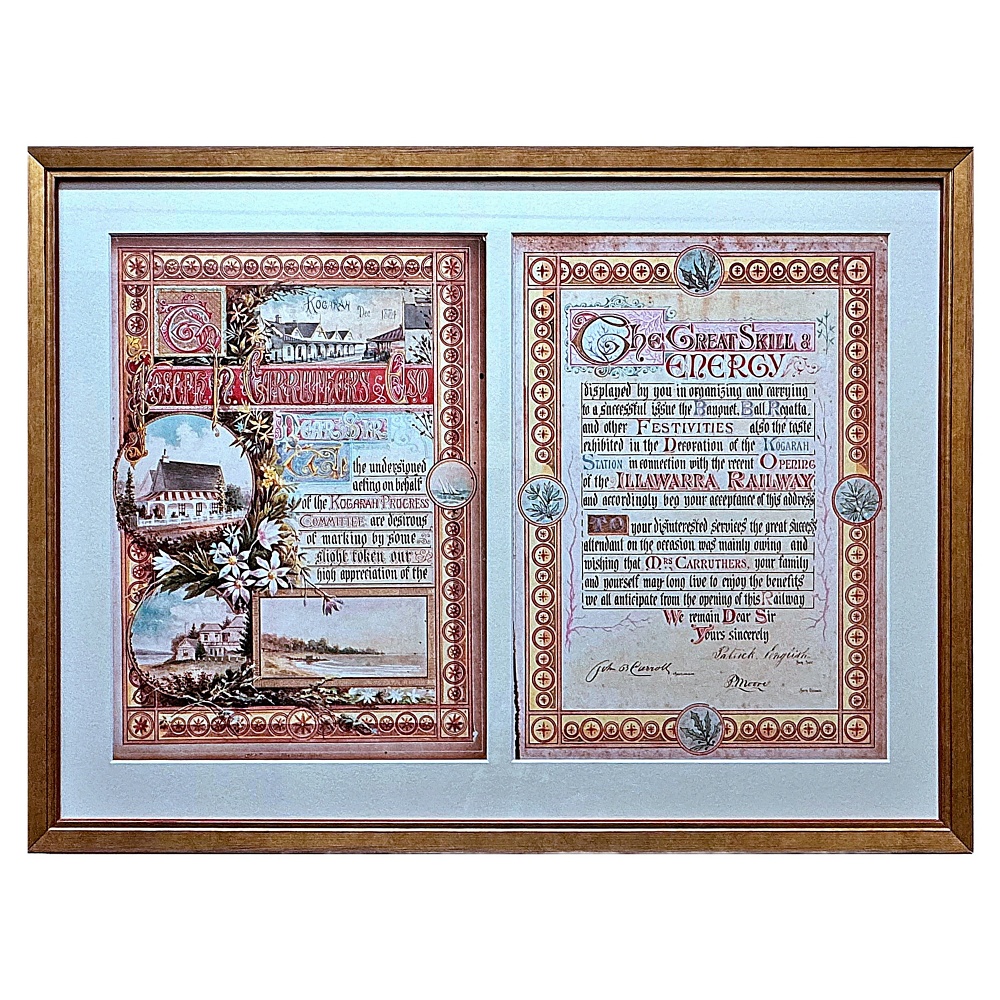 To
KOGARAH
Dec 1884
JOSEPH. H. CARRUTHERS. ESQ
DEAR SIR
We
the undersigned
acting on behalf
of the KOGARAH PROGRESS
COMMITTEE are desirous
of marking by some
slight token our
high appreciation of the
THE GREAT SKILL &
ENERGY
displayed by you in organizing and carrying
to a successful issue the Banquet, Ball, Regatta,
and other FESTIVITIES also the taste
exhibited in the Decoration of the KOGARAH
STATION in connection with the recent OPENING
of the ILLAWARRA RAILWAY
and accordingly beg your acceptance of this address
TO your disinterested services the great success
attendant on the occasion was mainly owing and
wishing that MRS CARRUTHERS, your family
and yourself may long live to enjoy the benefits
we all anticipate from the opening of this Railway
We remain Dear Sir
Yours sincerely
Patrick English
John B Carroll
P Moore